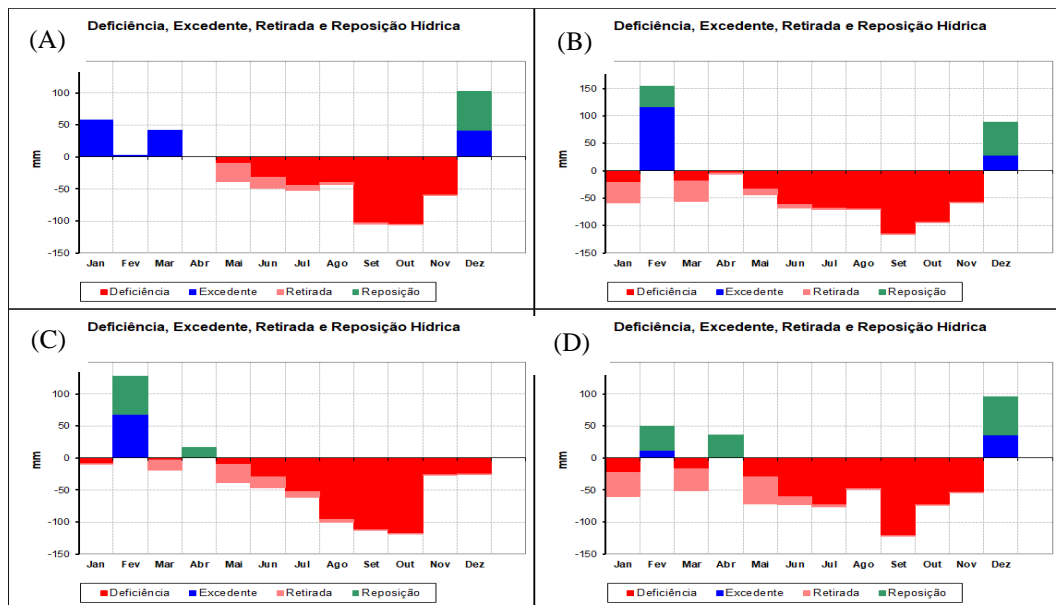 (A)
Deficiência, Excedente, Retirada e Reposição Hídrica
mm
100
50
0
-50
-100
-150
Jan Fev Mar Abr Mai Jun Jul Ago Set Out Nov Dez
Deficiência Excedente Retirada Reposição
(B)
Deficiência, Excedente, Retirada e Reposição Hídrica
mm
150
100
50
0
-50
-100
-150
Jan Fev Mar Abr Mai Jun Jul Ago Set Out Nov Dez
Deficiência Excedente Retirada Reposição
(C)
Deficiência, Excedente, Retirada e Reposição Hídrica
mm
100
50
0
-50
-100
-150
Jan Fev Mar Abr Mai Jun Jul Ago Set Out Nov Dez
Deficiência Excedente Retirada Reposição
(D)
Deficiência, Excedente, Retirada e Reposição Hídrica
mm
100
50
0
-50
-100
-150
Jan Fev Mar Abr Mai Jun Jul Ago Set Out Nov Dez
Deficiência Excedente Retirada Reposição